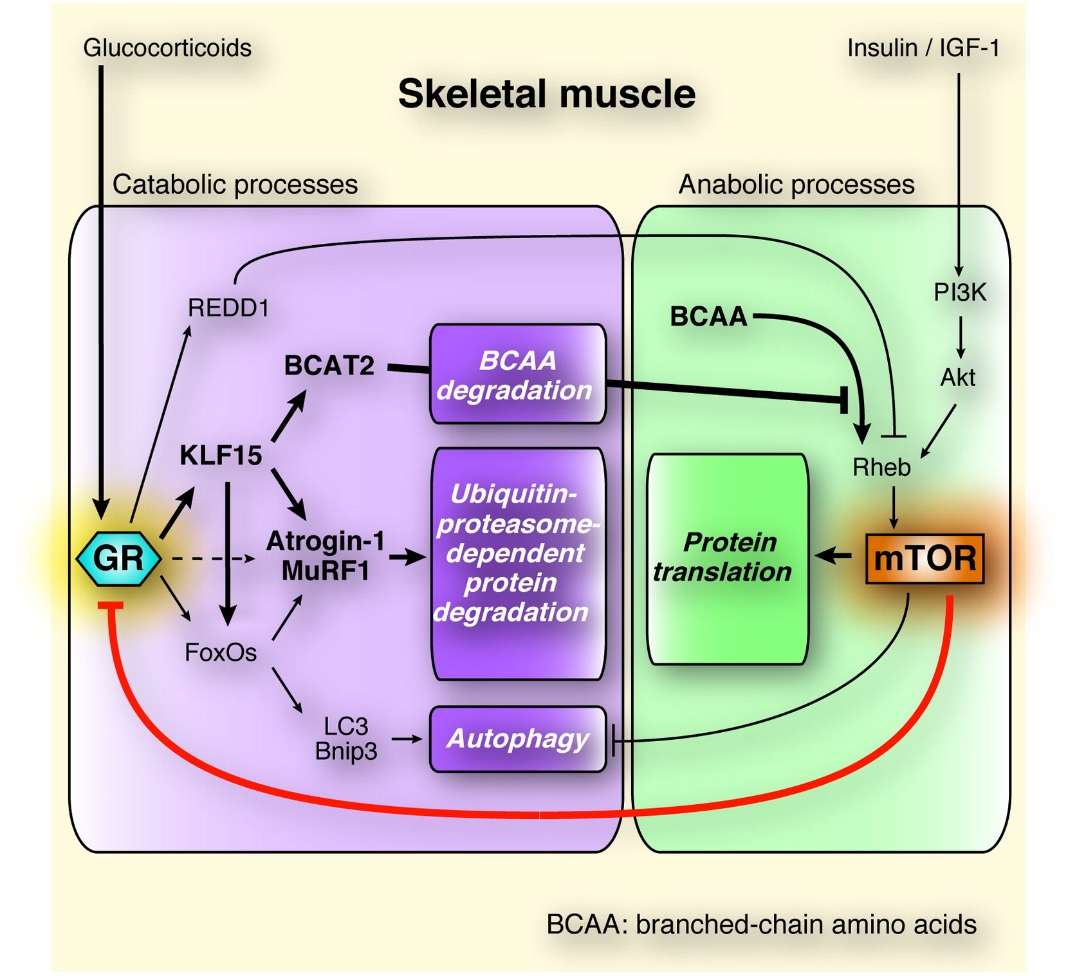 Glucocorticoids
Insulin / IGF-1
Skeletal muscle
Catabolic processes
Anabolic processes
REDD1
PI3K
BCAA
BCAT2
BCAA
degradation
Akt
KLF15
Rheb
Ubiquitin-
proteasome-
dependent
protein
degradation
GR
Atrogin-1
MuRF1
Protein
translation
mTOR
FoxOs
LC3
Bnip3
Autophagy
BCAA: branched-chain amino acids